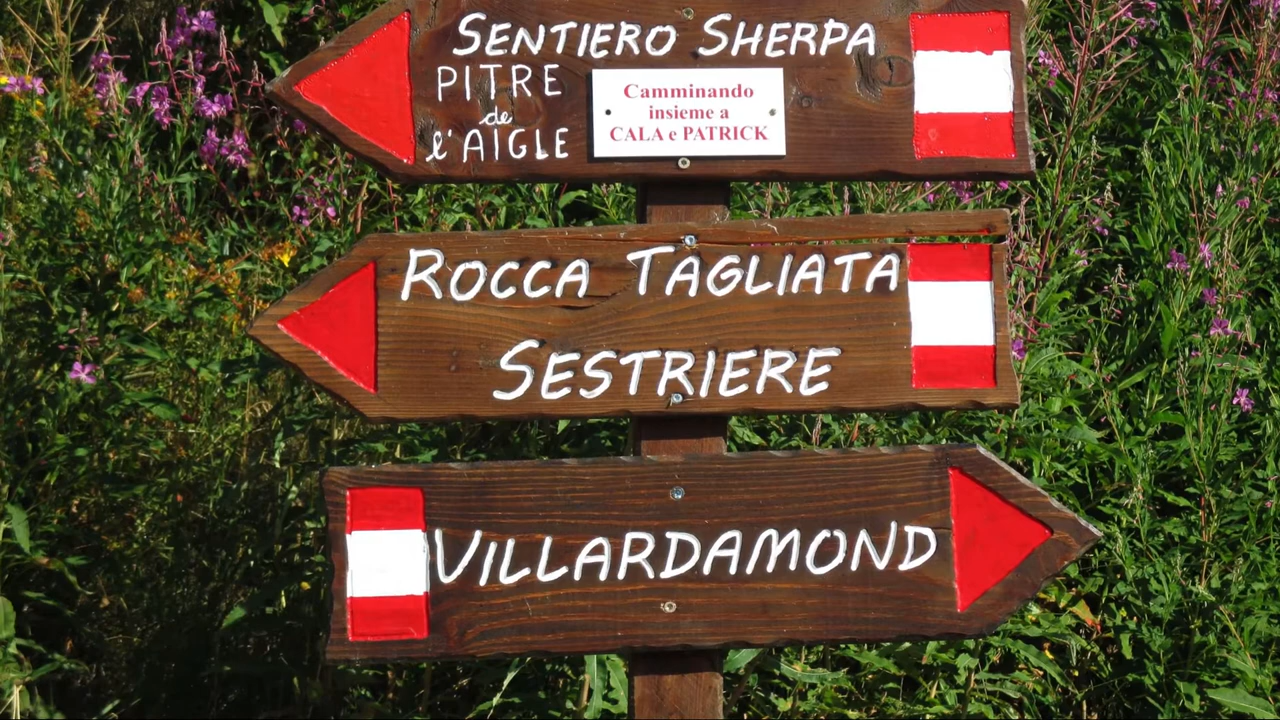 SENTIERO SHERPA
PITRE
de
l'AIGLE
Camminando
insieme a
CALA e PATRICK
ROCCA TAGLIATA
SESTRIERE
VILLARDAMOND